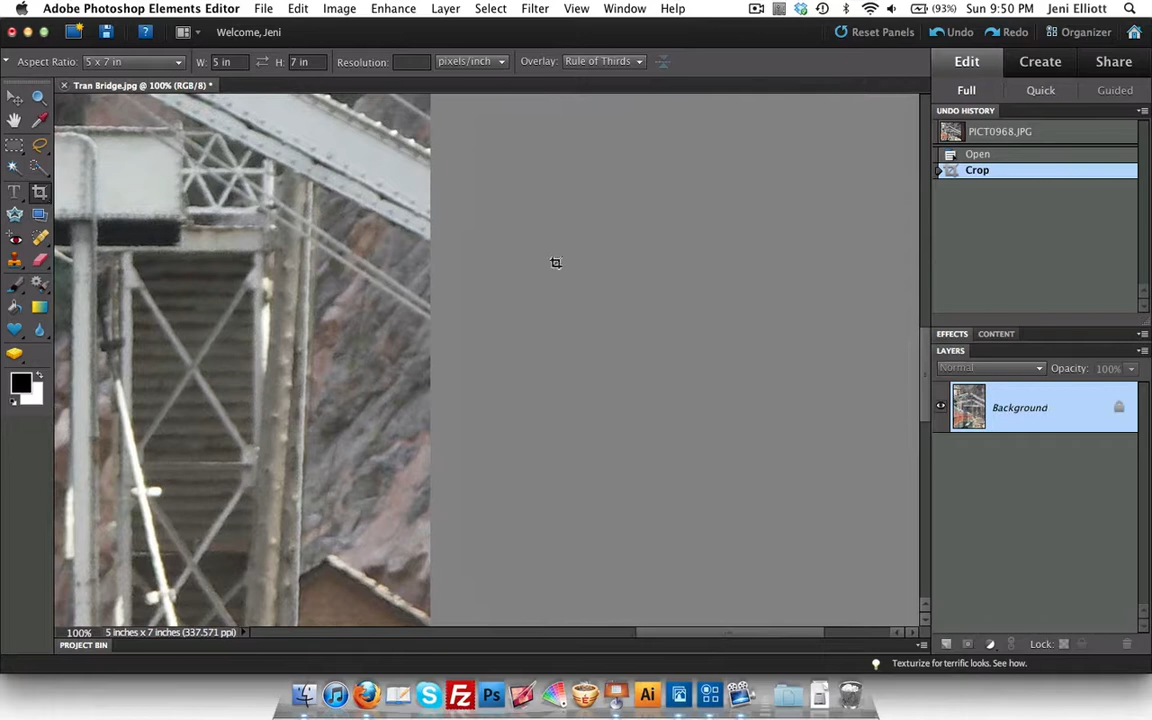 Adobe Photoshop Elements Editor File Edit Image Enhance Layer Select Filter View Window Help (93%) Sun 9:50 PM Jeni Elliott
Welcome, Jeni Reset Panels Undo Redo Organizer
Aspect Ratio: 5 x 7 in W: 5 in H: 7 in Resolution: pixels/inch Overlay: Rule of Thirds
Edit Create Share
Tran Bridge.jpg @ 100% (RGB/8) *
Full Quick Guided
UNDO HISTORY
PICT0968.JPG
Open
Crop
T
EFFECTS CONTENT
LAYERS
Normal Opacity: 100%
Background
100% 5 inches x 7 inches (337.571 ppi) Lock:
PROJECT BIN
Texturize for terrific looks. See how.
Fz Ps Ai